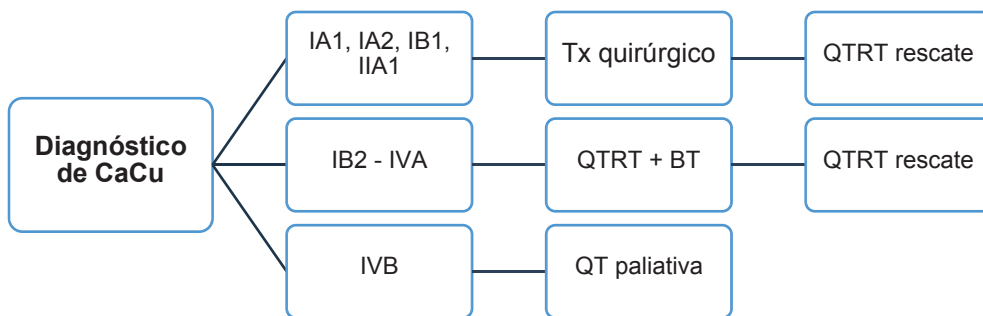 Diagnóstico
de CaCu
IA1, IA2, IB1,
IIA1
Tx quirúrgico
QTRT rescate
IB2 - IVA
QTRT + BT
QTRT rescate
IVB
QT paliativa